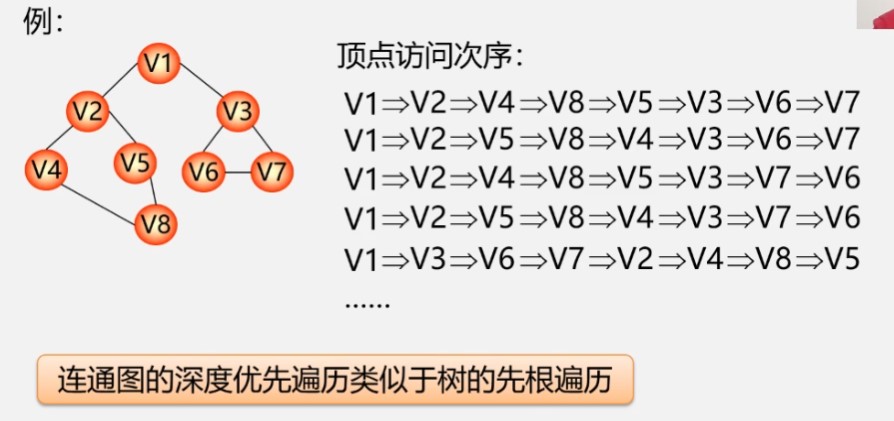 例：
V1
V2
V3
V4
V5
V6
V7
V8
顶点访问次序：
V1⇒V2⇒V4⇒V8⇒V5⇒V3⇒V6⇒V7
V1⇒V2⇒V5⇒V8⇒V4⇒V3⇒V6⇒V7
V1⇒V2⇒V4⇒V8⇒V5⇒V3⇒V7⇒V6
V1⇒V2⇒V5⇒V8⇒V4⇒V3⇒V7⇒V6
V1⇒V3⇒V6⇒V7⇒V2⇒V4⇒V8⇒V5
……
连通图的深度优先遍历类似于树的先根遍历